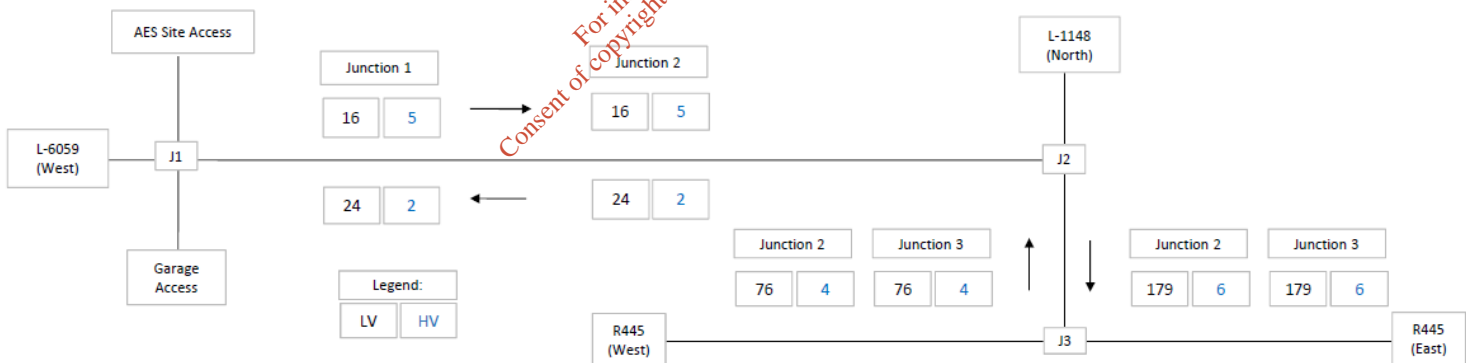 AES Site Access
For in
Consent of copyright
L-1148
(North)
Junction 1
Junction 2
16 5
16 5
L-6059
(West)
J1
J2
24 2
24 2
Junction 2 Junction 3
Junction 2 Junction 3
Garage
Access
Legend:
LV HV
76 4 76 4
179 6 179 6
R445
(West)
J3
R445
(East)